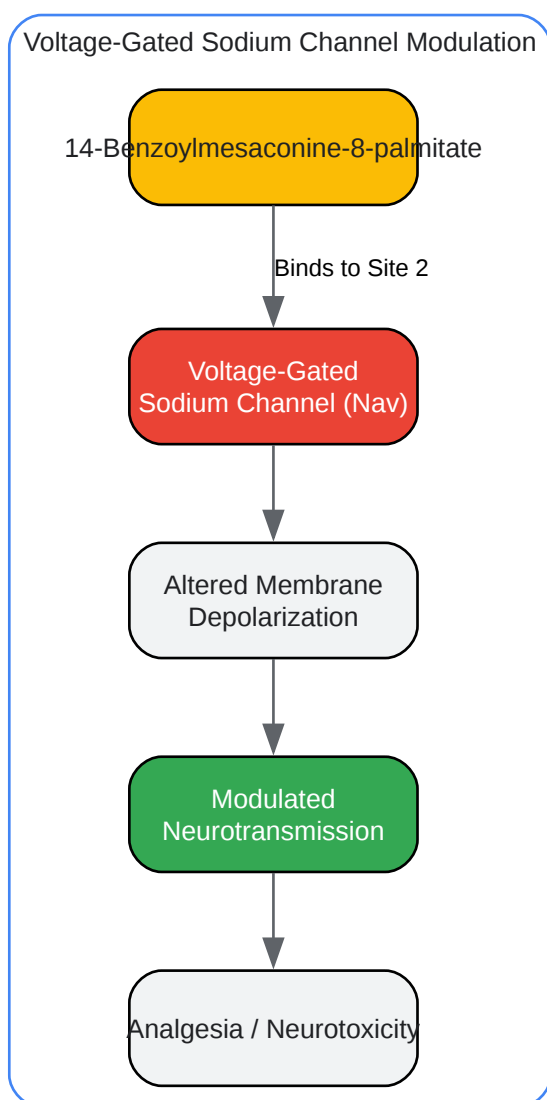 Voltage-Gated Sodium Channel Modulation
14-Benzoylmesaconine-8-palmitate
Binds to Site 2
Voltage-Gated
Sodium Channel (Nav)
Altered Membrane
Depolarization
Modulated
Neurotransmission
Analgesia / Neurotoxicity